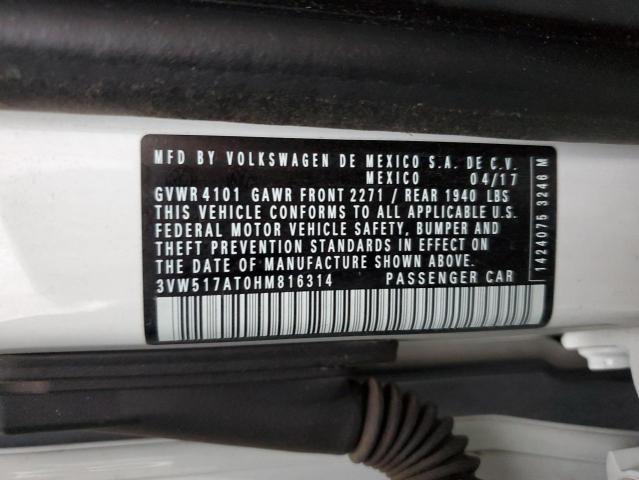 MFD BY VOLKSWAGEN DE MEXICO S.A. DE C.V.
MEXICO 04/17
GVWR 4101 GAWR FRONT 2271 / REAR 1940 LBS
THIS VEHICLE CONFORMS TO ALL APPLICABLE U.S.
FEDERAL MOTOR VEHICLE SAFETY, BUMPER AND
THEFT PREVENTION STANDARDS IN EFFECT ON
THE DATE OF MANUFACTURE SHOWN ABOVE
3VW517AT0HM816314 PASSENGER CAR
1424075 3246 M